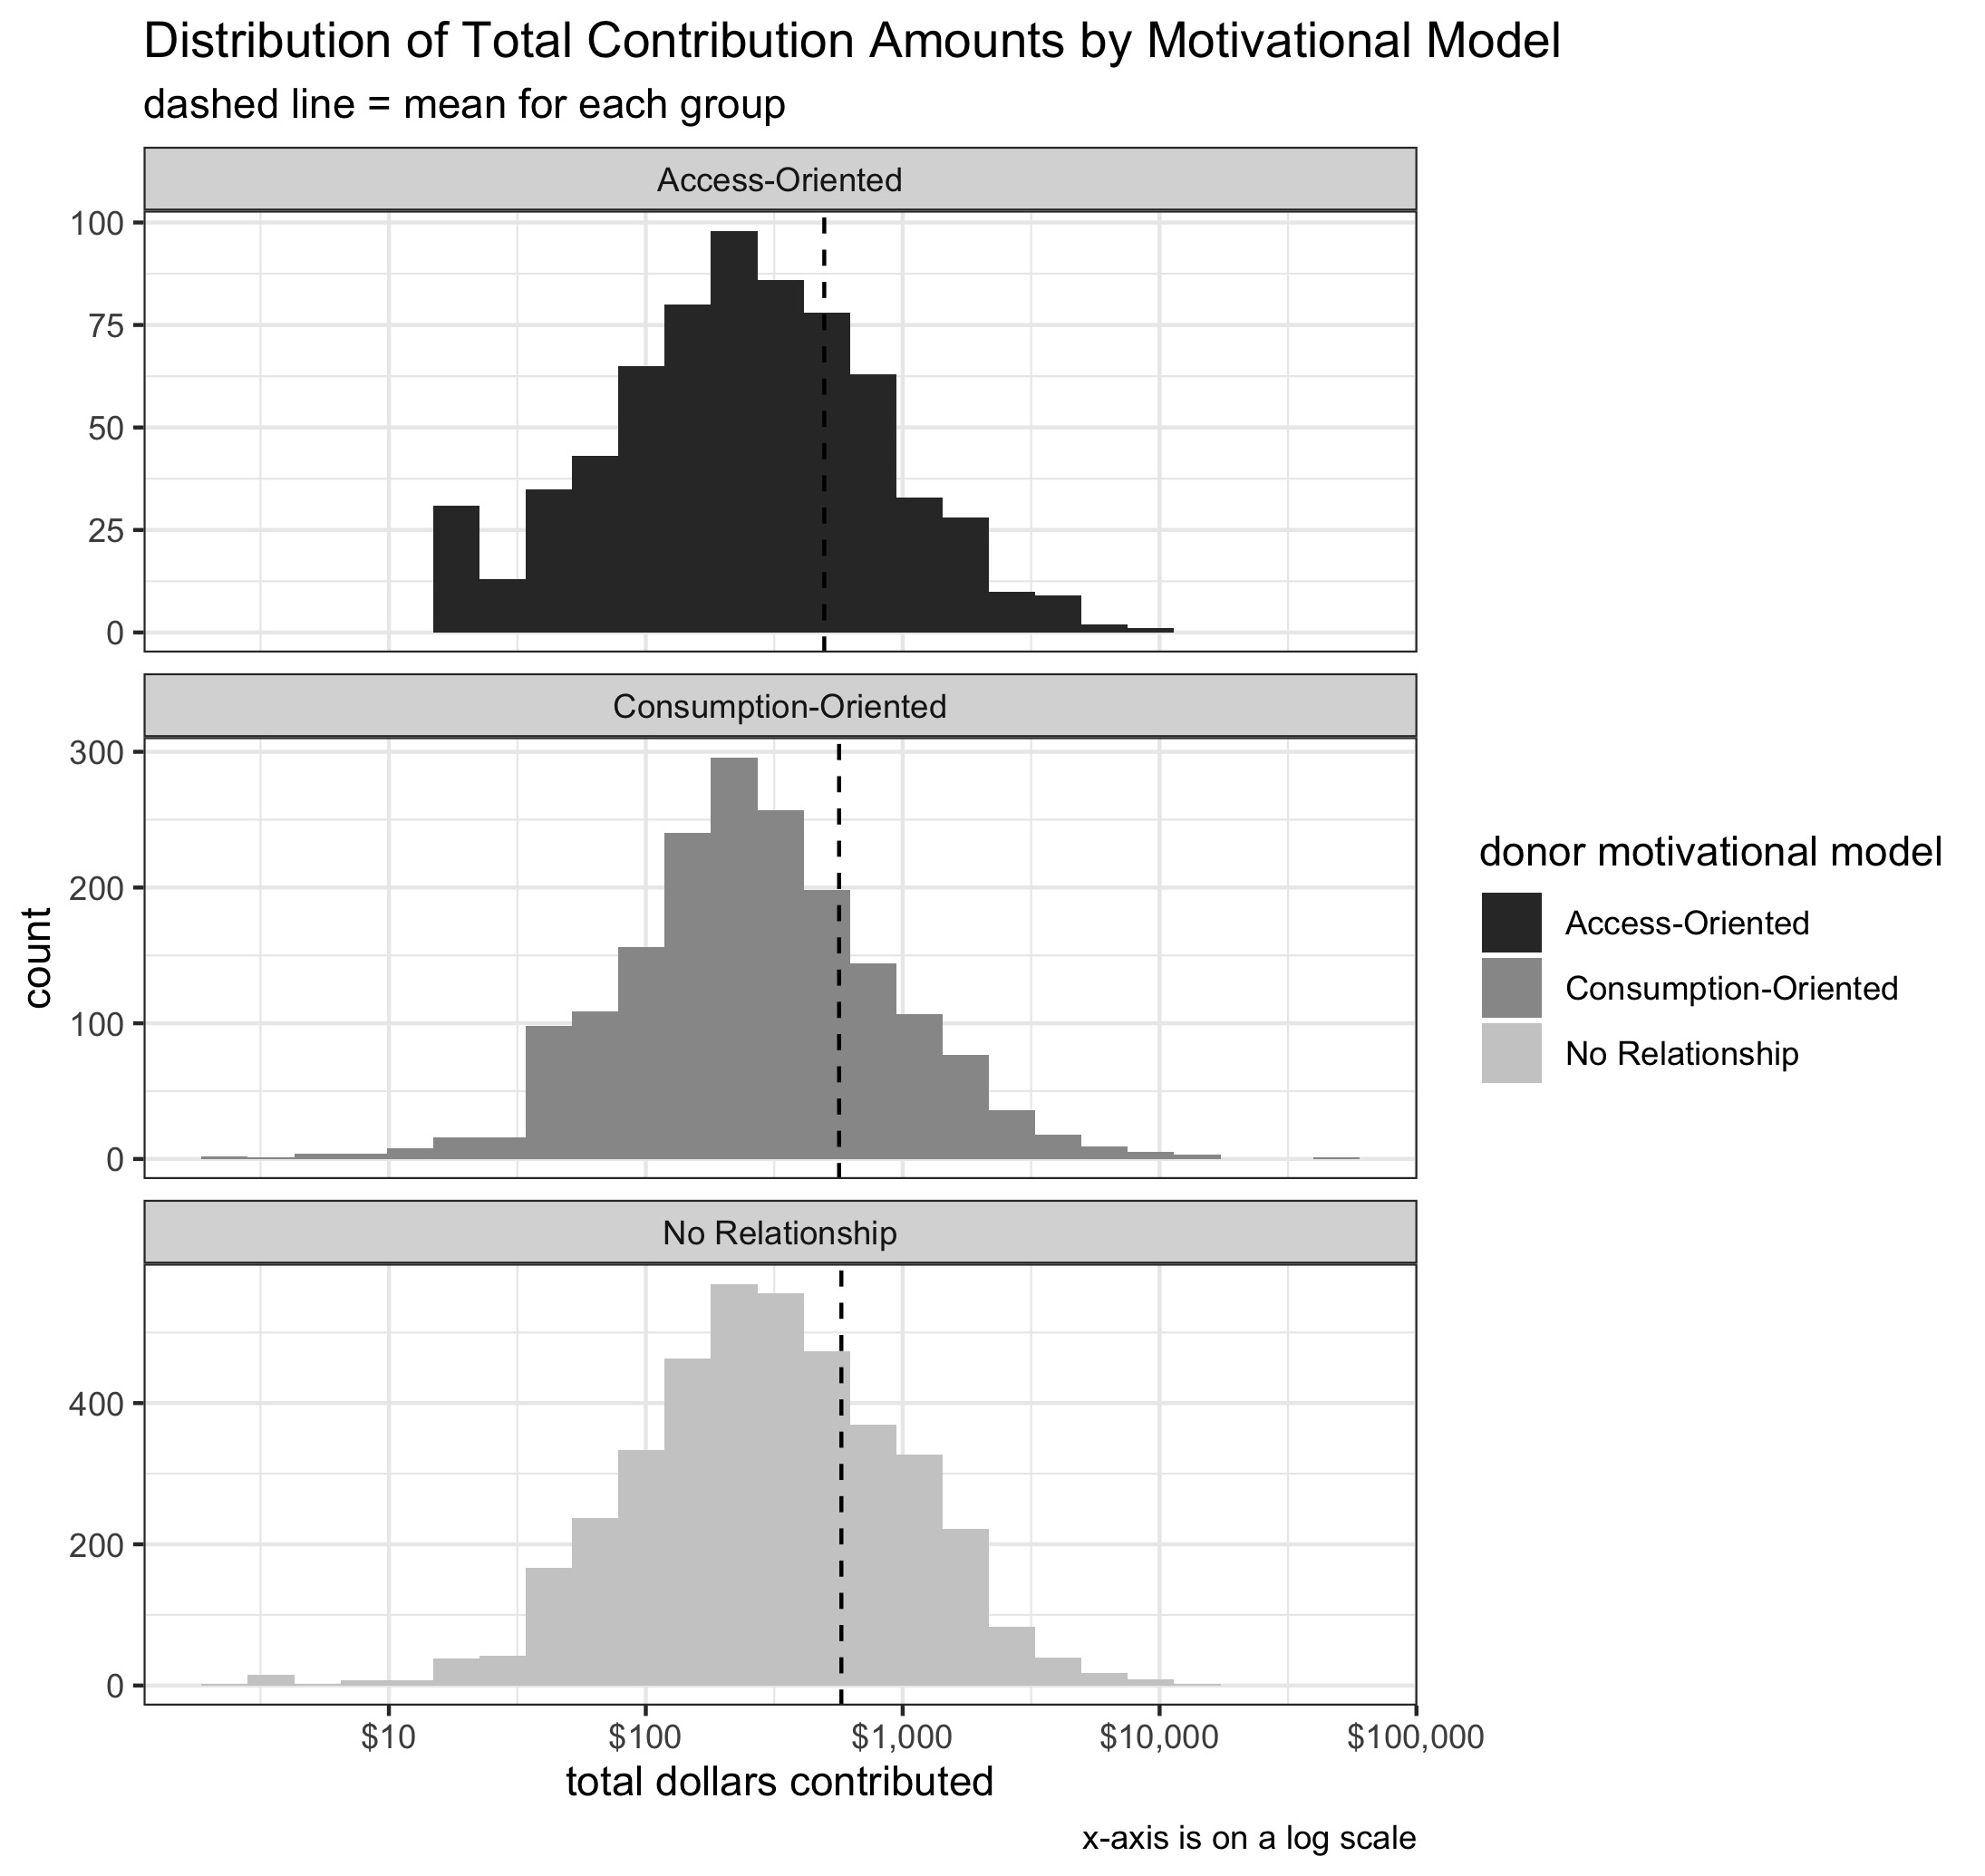 Distribution of Total Contribution Amounts by Motivational Model
dashed line = mean for each group
Access-Oriented
100
75
50
25
0
Consumption-Oriented
300
200
100
0
No Relationship
400
200
0
count
$10 $100 $1,000 $10,000 $100,000
total dollars contributed
x-axis is on a log scale
donor motivational model
Access-Oriented
Consumption-Oriented
No Relationship